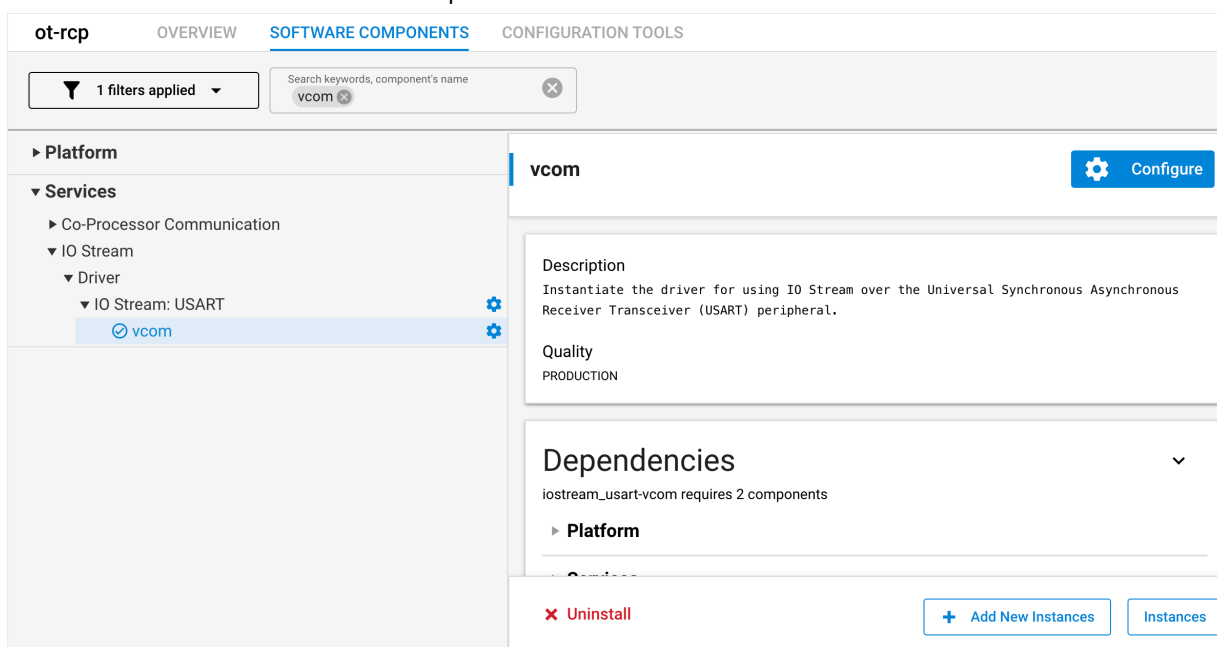 ot-rcp OVERVIEW SOFTWARE COMPONENTS CONFIGURATION TOOLS
1 filters applied
Search keywords, component's name
vcom
Platform
Services
Co-Processor Communication
IO Stream
Driver
IO Stream: USART
vcom
vcom
Configure
Description
Instantiate the driver for using IO Stream over the Universal Synchronous Asynchronous
Receiver Transceiver (USART) peripheral.
Quality
PRODUCTION
Dependencies
iostream_usart-vcom requires 2 components
Platform
Uninstall
Add New Instances
Instances